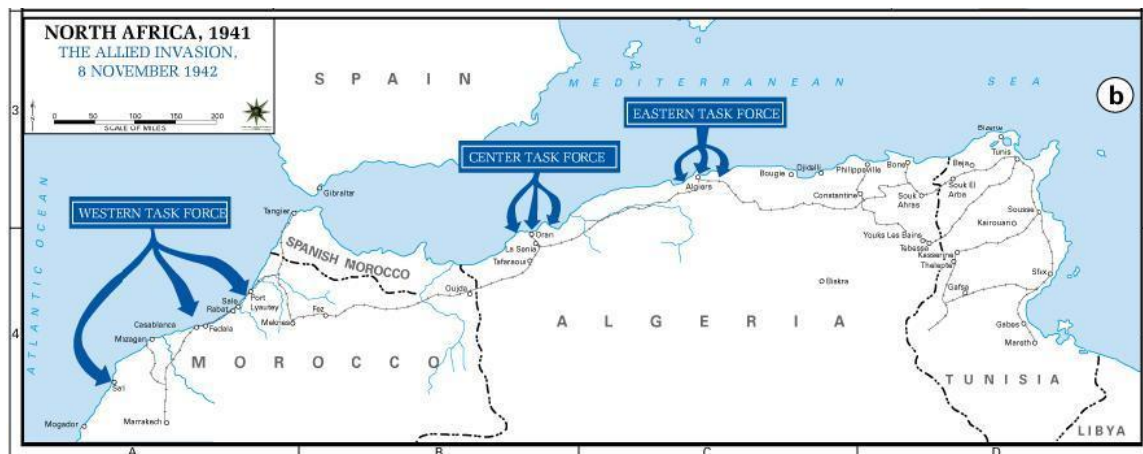 NORTH AFRICA, 1941
THE ALLIED INVASION,
8 NOVEMBER 1942
0 50 100 150 200
SCALE OF MILES
S P A I N
M E D I T E R R A N E A N S E A
b
3
EASTERN TASK FORCE
CENTER TASK FORCE
WESTERN TASK FORCE
ATLANTIC OCEAN
Gibraltar
Tangier
SPANISH MOROCCO
Bizerte
Tunis
Algiers
Bougie
Djidelli
Philippeville
Bone
Beja
Souk El
Arba
Constantine
Souk
Ahras
Sousse
Kairouan
Oran
La Senia
Tafaraoui
Youks Les Bains
Tebessa
Kasserine
Thelepte
Sfax
Biskra
Gafsa
Oujda
Sale
Rabat
Port
Lyautey
Fez
Meknes
Casablanca
Fedala
Mazagan
Gabes
Mareth
4
A L G E R I A
M O R O C C O
T U N I S I A
Safi
Mogador
Marrakech
LIBYA
A B C D